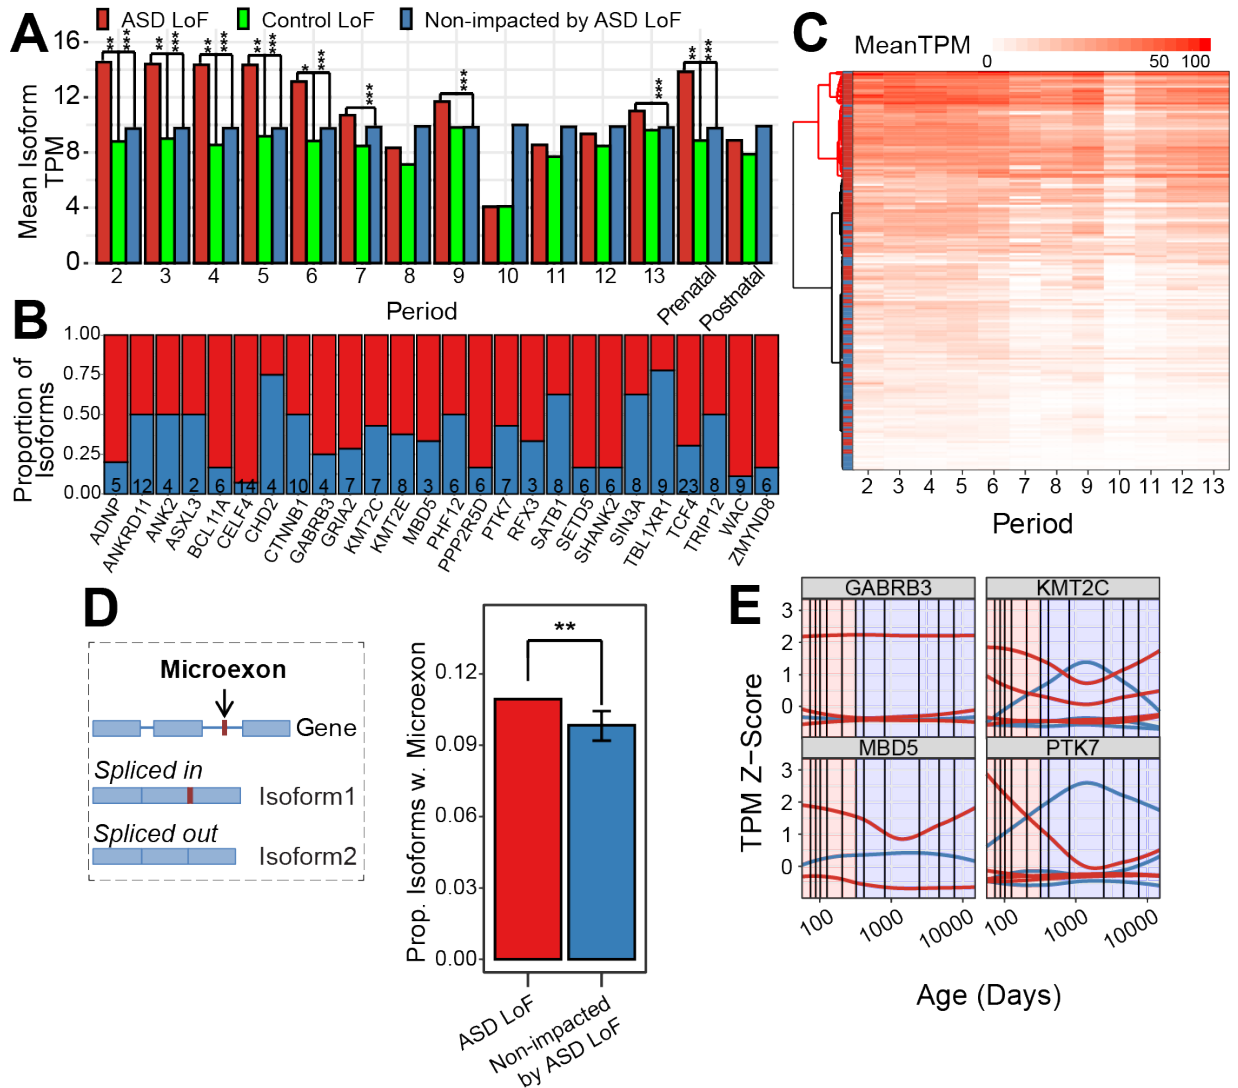 A
ASD LoF
Control LoF
Non-impacted by ASD LoF
Mean Isoform
TPM
16
12
8
4
0
** *** ** *** ** *** ** *** * *** *** *** *** ** ***
2 3 4 5 6 7 8 9 10 11 12 13 Prenatal Postnatal
Period
B
Proportion of
Isoforms
1.00
0.75
0.50
0.25
0.00
5 12 4 2 6 14 4 10 4 7 7 8 3 6 6 7 3 8 6 6 8 9 23 8 9 6
ADNP ANKRD11 ANK2 ASXL3 BCL11A CELF4 CHD2 CTNNB1 GABRB3 GRIA2 KMT2C KMT2E MBD5 PHF12 PPP2R5D PTK7 RFX3 SATB1 SETD5 SHANK2 SIN3A TBL1XR1 TCF4 TRIP12 WAC ZMYND8
C
MeanTPM
0 50 100
2 3 4 5 6 7 8 9 10 11 12 13
Period
D
Microexon
Gene
Spliced in
Isoform1
Spliced out
Isoform2
Prop. Isoforms w. Microexon
0.12
0.09
0.06
0.03
0.00
**
ASD LoF
Non-impacted
by ASD LoF
E
GABRB3
KMT2C
MBD5
PTK7
TPM Z-Score
3
2
1
0
3
2
1
0
100 1000 10000 100 1000 10000
Age (Days)